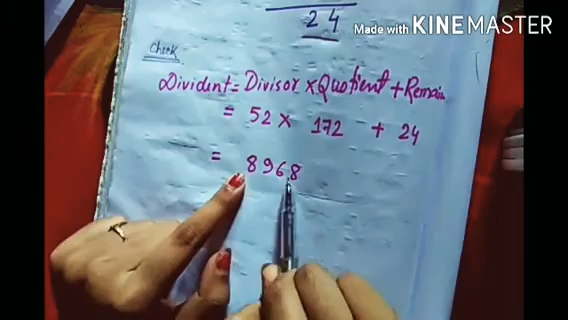 24
Made with KINEMASTER
Check
Divident = Divisor × Quotient + Remain
= 52 × 172 + 24
= 8968